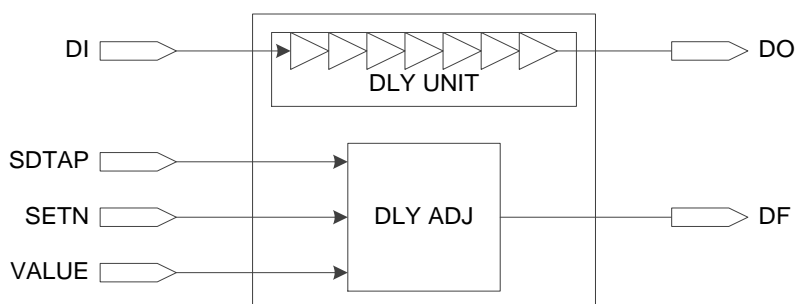 DI
DLY UNIT
DO
SDTAP
SETN
DLY ADJ
DF
VALUE